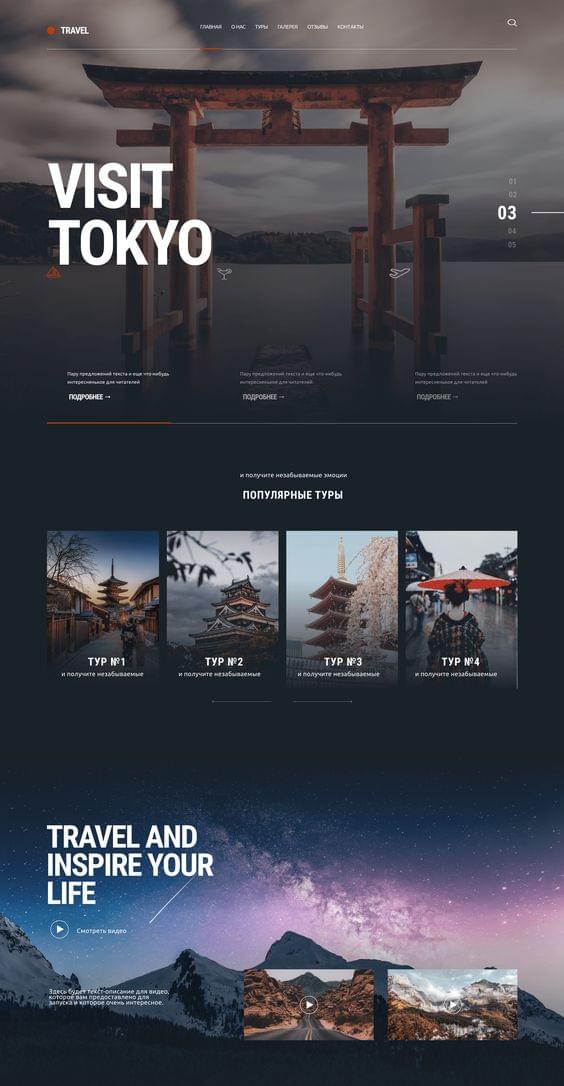 TRAVEL
ГЛАВНАЯ О НАС ТУРЫ ГАЛЕРЕЯ ОТЗЫВЫ КОНТАКТЫ
VISIT
TOKYO
01
02
03
04
05
Пару предложений текста и еще что-нибудь
интересненькое для читателей
ПОДРОБНЕЕ →
Пару предложений текста и еще что-нибудь
интересненькое для читателей
ПОДРОБНЕЕ →
Пару предложений текста и еще что-нибудь
интересненькое для читателей
ПОДРОБНЕЕ →
и получите незабываемые эмоции
ПОПУЛЯРНЫЕ ТУРЫ
ТУР №1
и получите незабываемые
ТУР №2
и получите незабываемые
ТУР №3
и получите незабываемые
ТУР №4
и получите незабываемые
TRAVEL AND
INSPIRE YOUR
LIFE
Смотреть видео
Здесь будет текст-описание для видео,
которое вам предоставлено для
запуска и которое очень интересное.